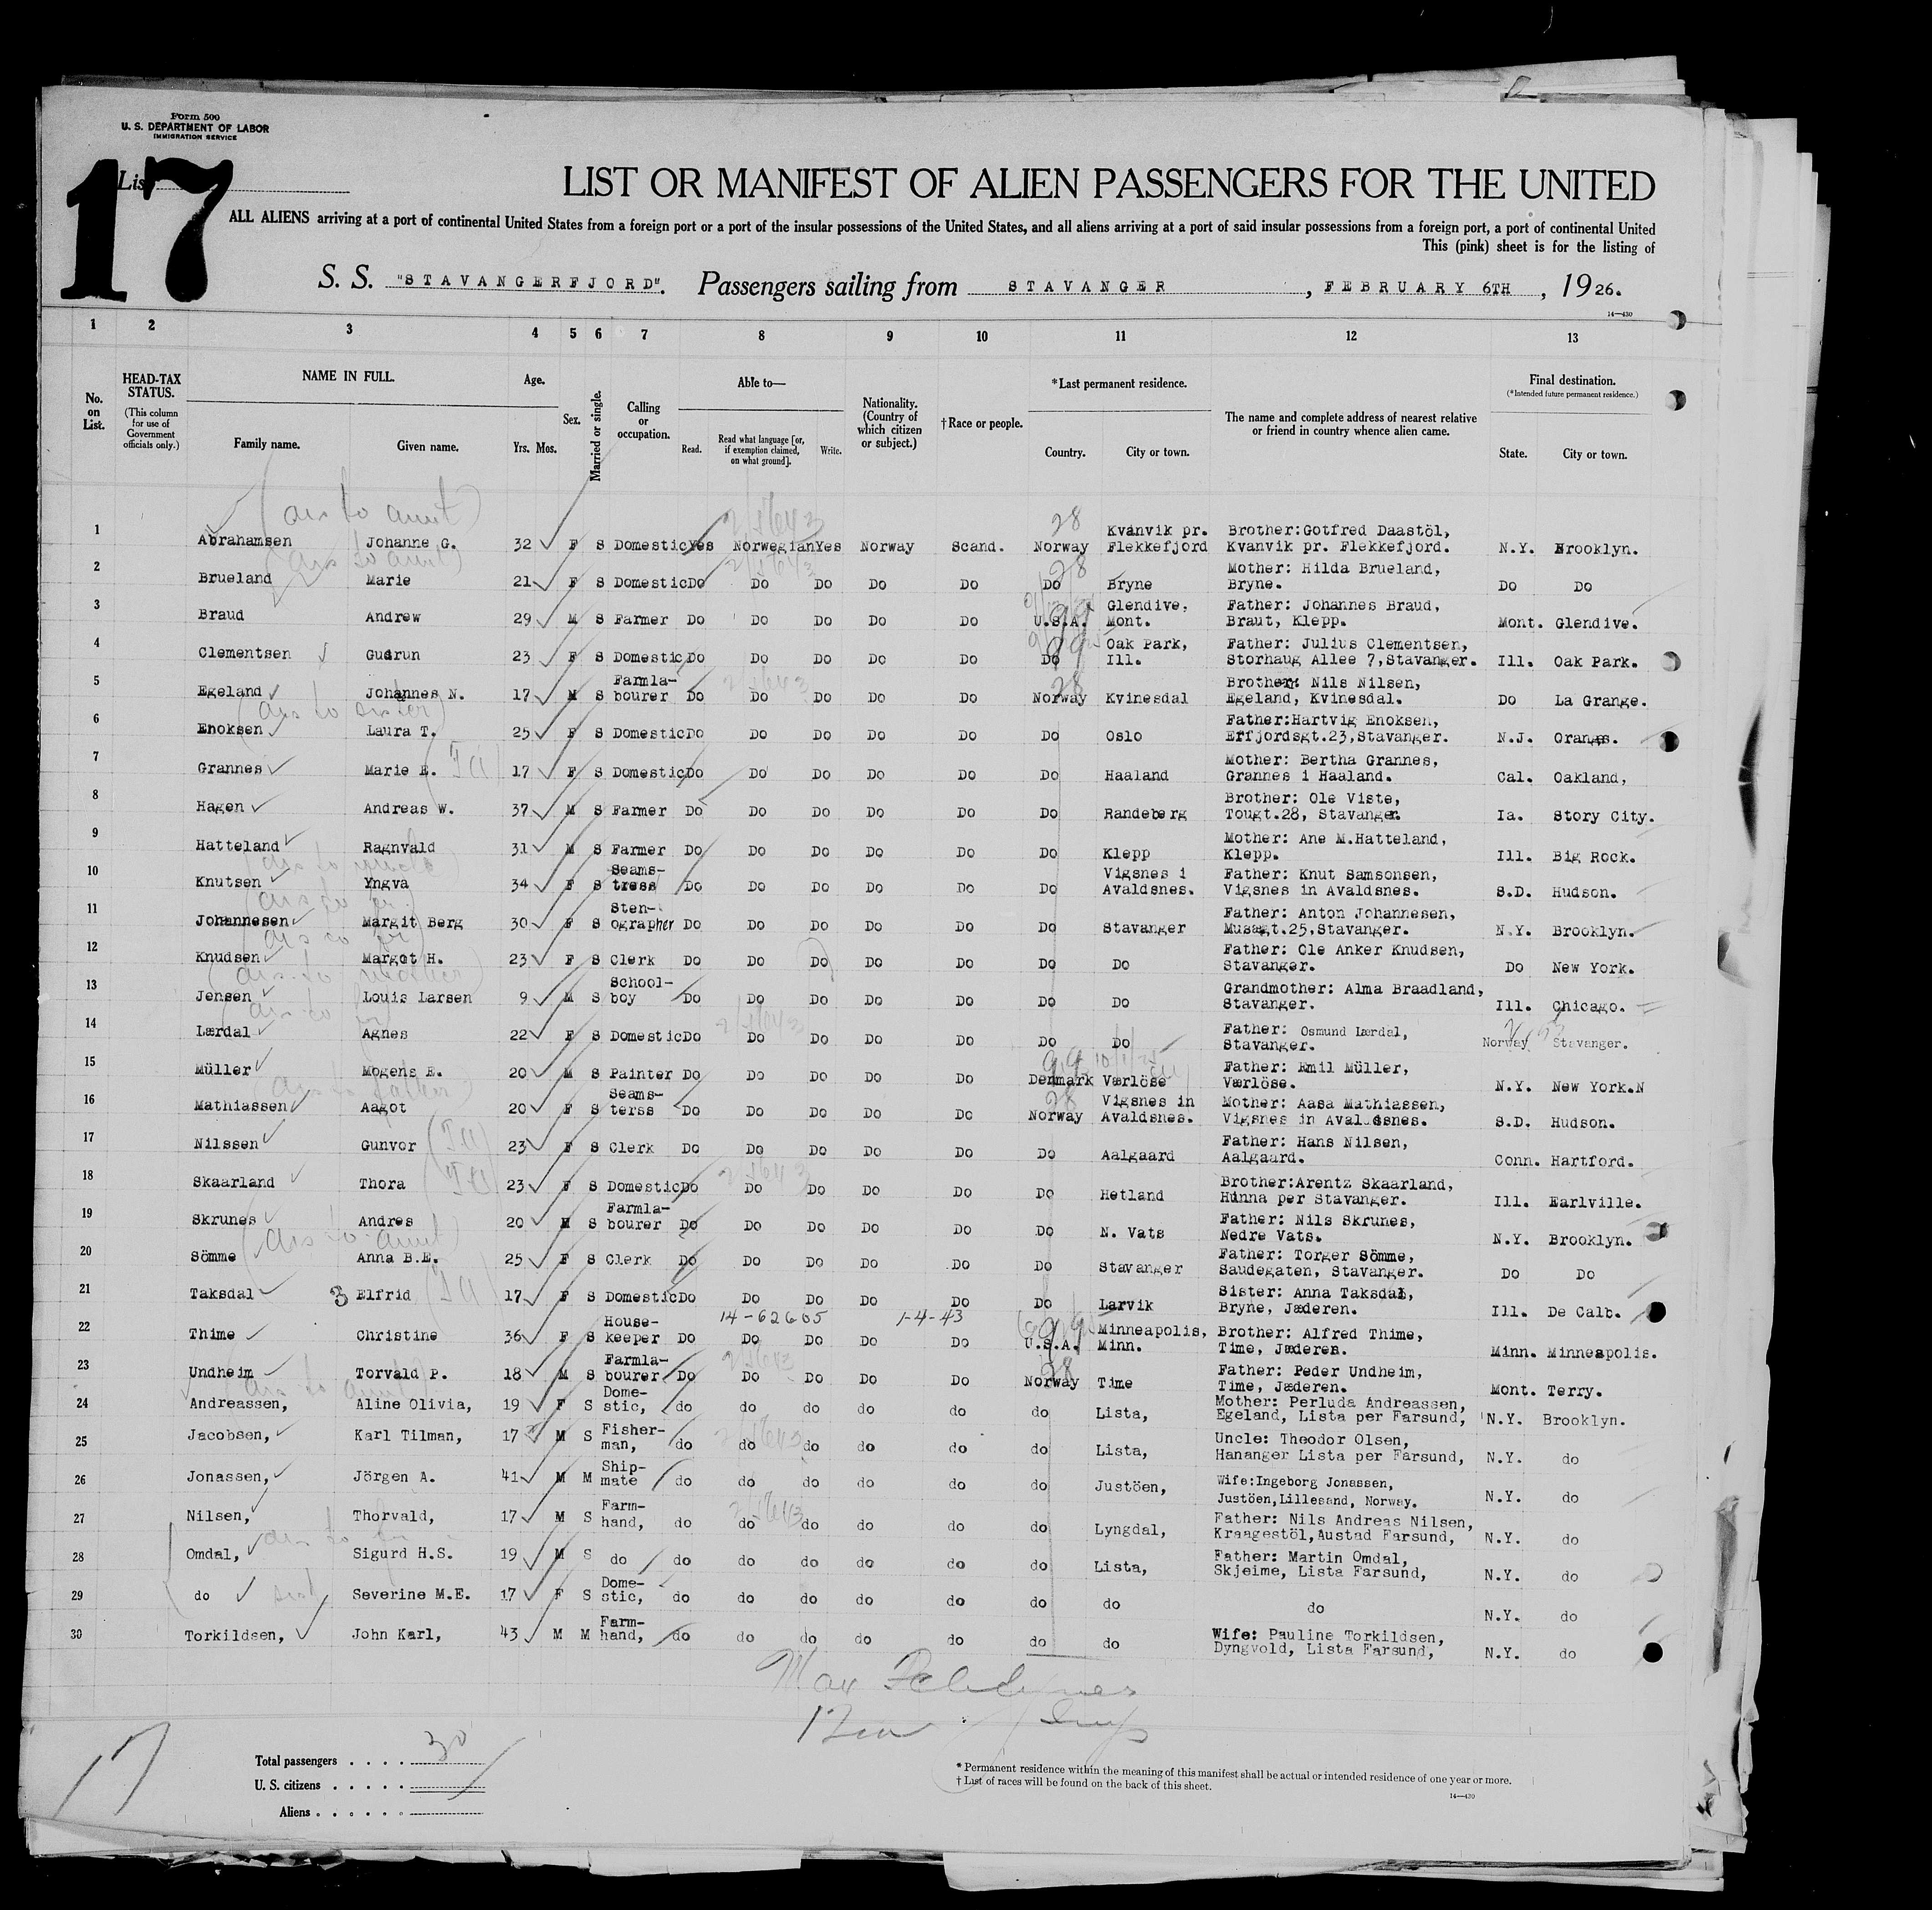 Form 500
U. S. DEPARTMENT OF LABOR
IMMIGRATION SERVICE
List
17
LIST OR MANIFEST OF ALIEN PASSENGERS FOR THE UNITED
ALL ALIENS arriving at a port of continental United States from a foreign port or a port of the insular possessions of the United States, and all aliens arriving at a port of said insular possessions from a foreign port, a port of continental United
This (pink) sheet is for the listing of
S. S. "STAVANGERFJORD". Passengers sailing from STAVANGER, FEBRUARY 6TH, 1926.
14—430
1 2 3 4 5 6 7 8 9 10 11 12 13
No. on List.
HEAD-TAX STATUS.
(This column for use of Government officials only.)
NAME IN FULL.
Family name. Given name.
Age.
Yrs. Mos.
Sex.
Married or single.
Calling or occupation.
Able to—
Read. Read what language [or, if exemption claimed, on what ground]. Write.
Nationality. (Country of which citizen or subject.)
†Race or people.
*Last permanent residence.
Country. City or town.
The name and complete address of nearest relative or friend in country whence alien came.
Final destination.
(*Intended future permanent residence.)
State. City or town.
1 Abrahamsen Johanne G. 32 F S Domestic Yes Norwegian Yes Norway Scand. Norway Kvanvik pr. Flekkefjord Brother:Gotfred Daastöl, Kvanvik pr. Flekkefjord. N.Y. Brooklyn.
2 Brueland Marie 21 F S Domestic Do Do Do Do Do Do Bryne Mother: Hilda Brueland, Bryne. Do Do
3 Braud Andrew 29 M S Farmer Do Do Do Do Do U.S.A. Glendive, Mont. Father: Johannes Braud, Braut, Klepp. Mont. Glendive.
4 Clementsen Gudrun 23 F S Domestic Do Do Do Do Do Do Oak Park, Ill. Father: Julius Clementsen, Storhaug Allee 7,Stavanger. Ill. Oak Park.
5 Egeland Johannes N. 17 M S Farmla-bourer Do Do Do Do Do Norway Kvinesdal Brother: Nils Nilsen, Egeland, Kvinesdal. Do La Grange.
6 Enoksen Laura T. 25 F S Domestic Do Do Do Do Do Do Oslo Father:Hartvig Enoksen, Erfjordsgt.23,Stavanger. N.J.
7 Grannes Marie E. 17 F S Domestic Do Do Do Do Do Do Haaland Mother: Bertha Grannes, Grannes i Haaland. Cal. Oakland,
8 Hagen Andreas W. 37 M S Farmer Do Do Do Do Do Do Randeberg Brother: Ole Viste, Tougt.28, Stavanger. Ia. Story City.
9 Hatteland Ragnvald 31 M S Farmer Do Do Do Do Do Do Klepp Mother: Ane M.Hatteland, Klepp. Ill. Big Rock.
10 Knutsen Yngva 34 F S Seams-tress Do Do Do Do Do Do Vigsnes i Avaldsnes. Father: Knut Samsonsen, Vigsnes in Avaldsnes. S.D. Hudson.
11 Johannesen Margit Berg 30 F S Sten-ographer Do Do Do Do Do Do Stavanger Father: Anton Johannesen, Musægt.25,Stavanger. N.Y. Brooklyn.
12 Knudsen Margot H. 23 F S Clerk Do Do Do Do Do Do Do Father: Ole Anker Knudsen, Stavanger. Do New York.
13 Jensen Louis Larsen 9 M S School-boy Do Do Do Do Do Do Do Grandmother: Alma Braadland, Stavanger. Ill. Chicago.
14 Lærdal Agnes 22 F S Domestic Do Do Do Do Do Do Do Father: Osmund Lærdal, Stavanger. Norway Stavanger.
15 Müller Mogens E. 20 M S Painter Do Do Do Do Do Denmark Værlöse Father: Emil Müller, Værlöse. N.Y. New York.N
16 Mathiassen Aagot 20 F S Seams-terss Do Do Do Do Do Norway Vigsnes in Avaldsnes. Mother: Aasa Mathiassen, Vigsnes in Avaldsnes. S.D. Hudson.
17 Nilssen Gunvor 23 F S Clerk Do Do Do Do Do Do Aalgaard Father: Hans Nilsen, Aalgaard. Conn. Hartford.
18 Skaarland Thora 23 F S Domestic Do Do Do Do Do Do Hetland Brother:Arentz Skaarland, Hinna per Stavanger. Ill. Earlville.
19 Skrunes Andres 20 M S Farmla-bourer Do Do Do Do Do Do N. Vats Father: Nils Skrunes, Nedre Vats. N.Y. Brooklyn.
20 Sömme Anna B.E. 25 F S Clerk Do Do Do Do Do Do Stavanger Father: Torger Sömme, Saudegaten, Stavanger. Do Do
21 Taksdal 3 Elfrid 17 F S Domestic Do Do Do Do Do Do Larvik Sister: Anna Taksdal, Bryne, Jæderen. Ill. De Calb.
14-62605 1-4-43
22 Thime Christine 36 F S House-keeper Do Do Do Do Do U.S.A. Minneapolis, Minn. Brother: Alfred Thime, Time, Jæderen. Minn. Minneapolis.
23 Undheim Torvald P. 18 M S Farmla-bourer Do Do Do Do Do Norway Time Father: Peder Undheim, Time, Jæderen. Mont. Terry.
24 Andreassen, Aline Olivia, 19 F S Dome-stic, do do do do do do Lista, Mother: Perluda Andreassen, Egeland, Lista per Farsund, N.Y. Brooklyn.
25 Jacobsen, Karl Tilman, 17 M S Fisher-man, do do do do do do Lista, Uncle: Theodor Olsen, Hananger Lista per Farsund, N.Y. do
26 Jonassen, Jörgen A. 41 M M Ship-mate do do do do do do Justöen, Wife:Ingeborg Jonassen, Justöen,Lillesand, Norway. N.Y. do
27 Nilsen, Thorvald, 17 M S Farm-hand, do do do do do do Lyngdal, Father: Nils Andreas Nilsen, Kraagestöl,Austad Farsund, N.Y. do
28 Omdal, Sigurd H.S. 19 M S do do do do do do do Lista, Father: Martin Omdal, Skjeime, Lista Farsund, N.Y. do
29 do Severine M.E. 17 F S Dome-stic, do do do do do do do do N.Y. do
30 Torkildsen, John Karl, 43 M M Farm-hand, do do do do do do do Wife: Pauline Torkildsen, Dyngvold, Lista Farsund, N.Y. do
17
Total passengers . . . . 30
U. S. citizens . . . . .
Aliens . . . . . .
* Permanent residence within the meaning of this manifest shall be actual or intended residence of one year or more.
† List of races will be found on the back of this sheet.
14—430